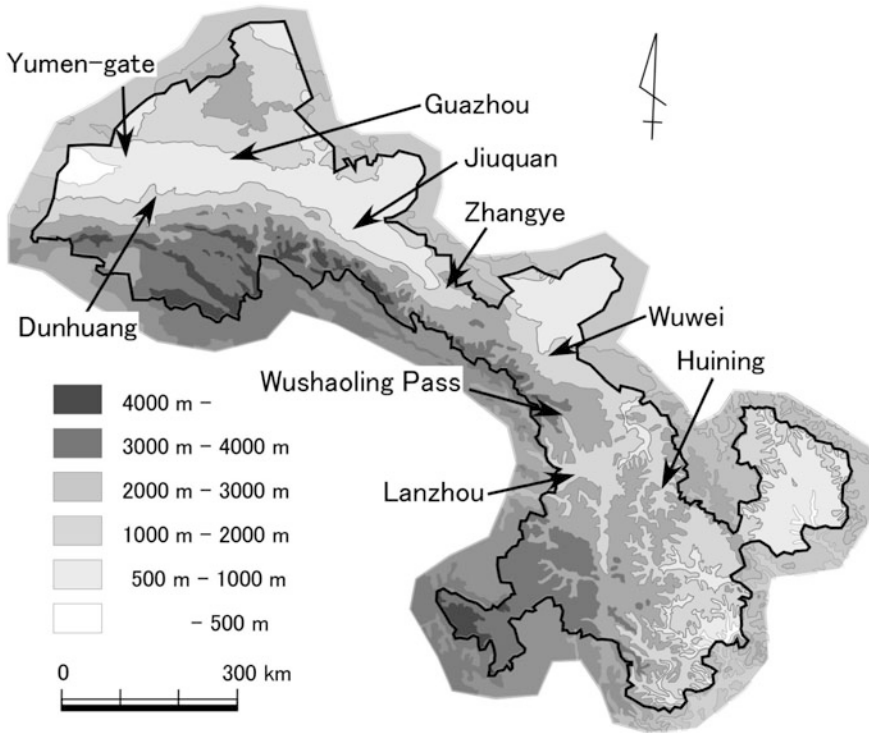 Yumen-gate
Guazhou
Jiuquan
Zhangye
Dunhuang
Wuwei
Wushaoling Pass
Huining
Lanzhou
4000 m -
3000 m - 4000 m
2000 m - 3000 m
1000 m - 2000 m
500 m - 1000 m
- 500 m
0 300 km